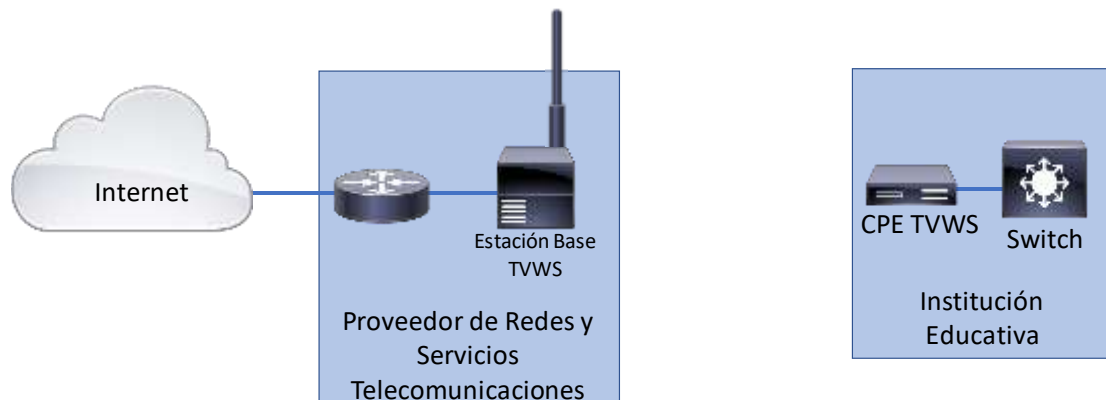 Internet
Estación Base
TVWS
Proveedor de Redes y
Servicios
Telecomunicaciones
CPE TVWS
Switch
Institución
Educativa